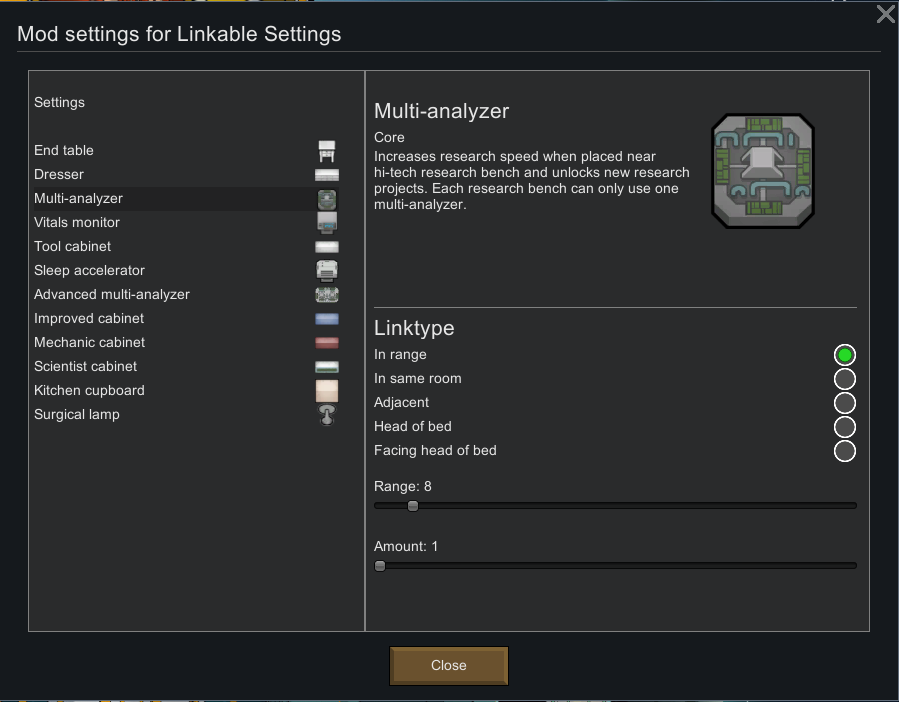 Mod settings for Linkable Settings
Settings
End table
Dresser
Multi-analyzer
Vitals monitor
Tool cabinet
Sleep accelerator
Advanced multi-analyzer
Improved cabinet
Mechanic cabinet
Scientist cabinet
Kitchen cupboard
Surgical lamp
Multi-analyzer
Core
Increases research speed when placed near
hi-tech research bench and unlocks new research
projects. Each research bench can only use one
multi-analyzer.
Linktype
In range
In same room
Adjacent
Head of bed
Facing head of bed
Range: 8
Amount: 1
Close